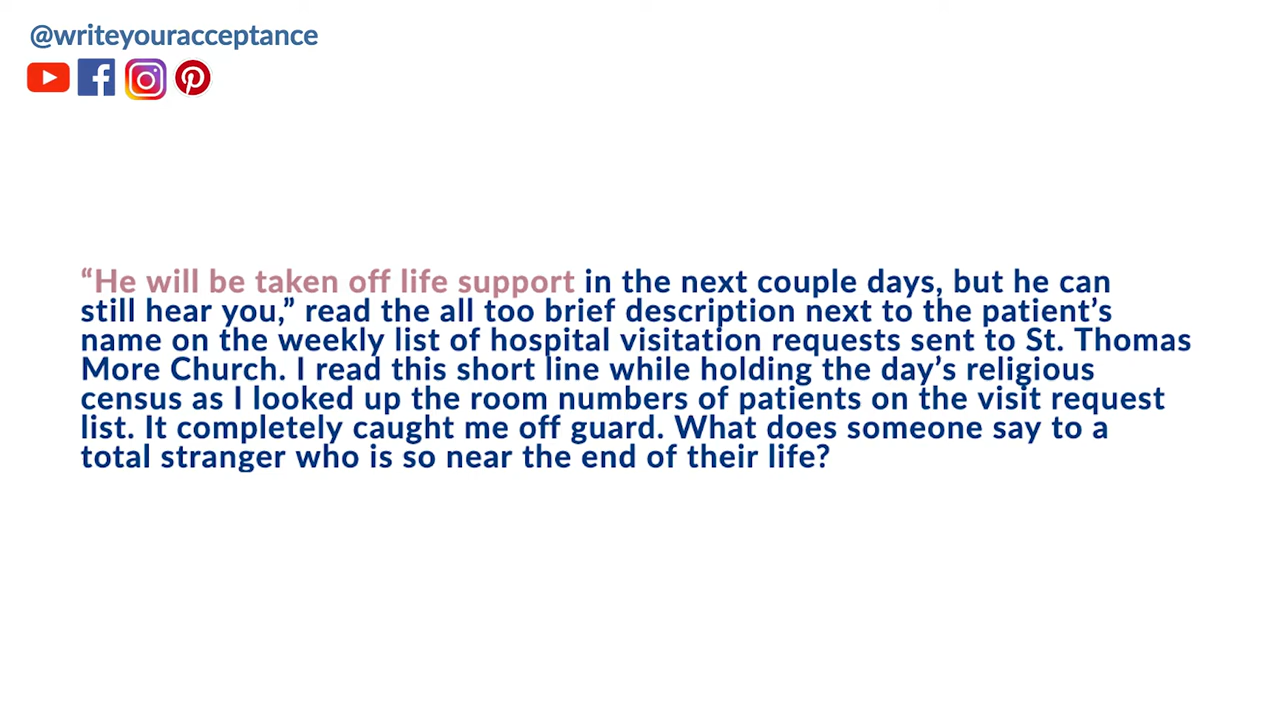 @writeyouracceptance
“He will be taken off life support in the next couple days, but he can
still hear you,” read the all too brief description next to the patient’s
name on the weekly list of hospital visitation requests sent to St. Thomas
More Church. I read this short line while holding the day’s religious
census as I looked up the room numbers of patients on the visit request
list. It completely caught me off guard. What does someone say to a
total stranger who is so near the end of their life?